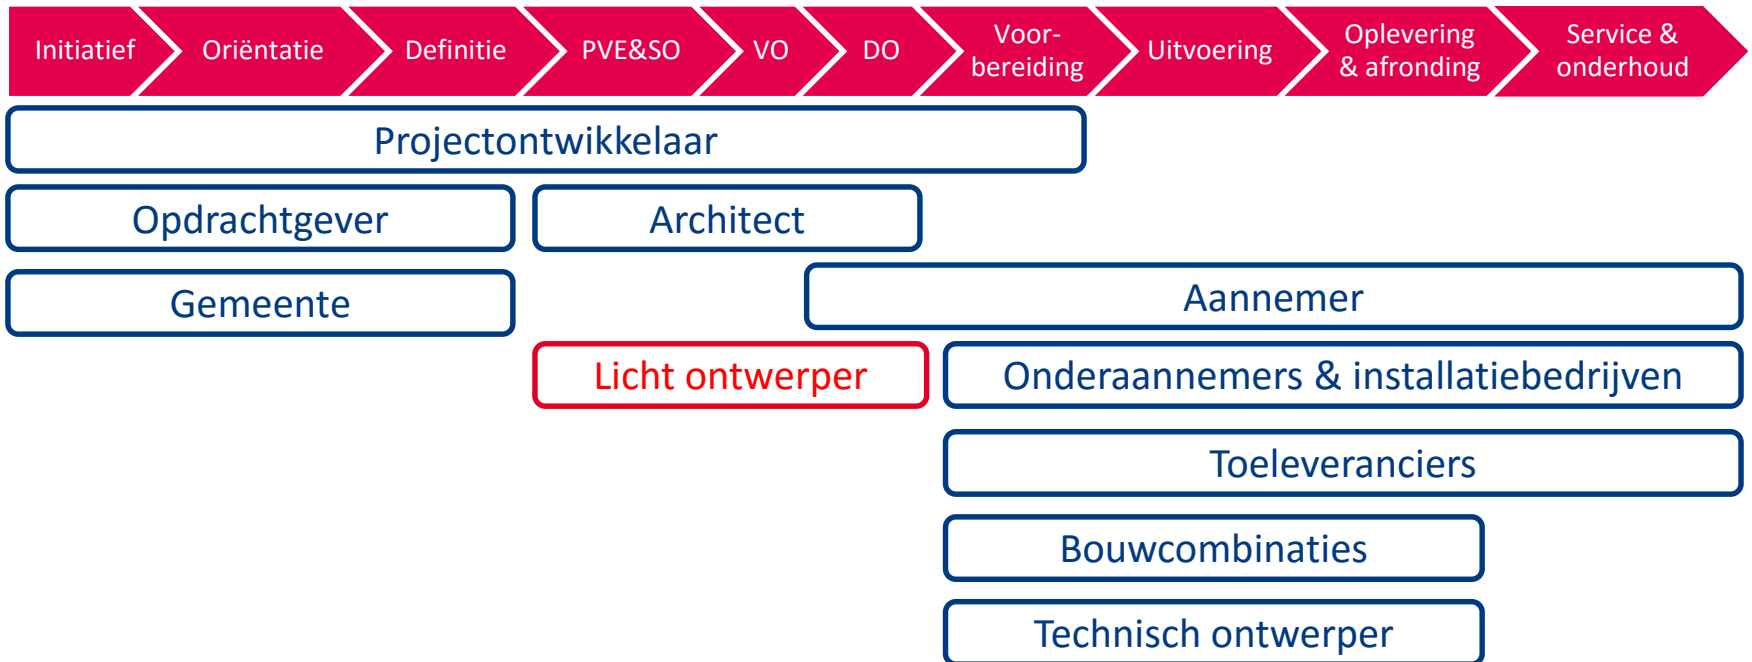 Initiatief
Oriëntatie
Definitie
PVE&SO
VO
DO
Voor-
bereiding
Uitvoering
Oplevering
& afronding
Service &
onderhoud
Projectontwikkelaar
Opdrachtgever
Architect
Gemeente
Aannemer
Licht ontwerper
Onderaannemers & installatiebedrijven
Toeleveranciers
Bouwcombinaties
Technisch ontwerper